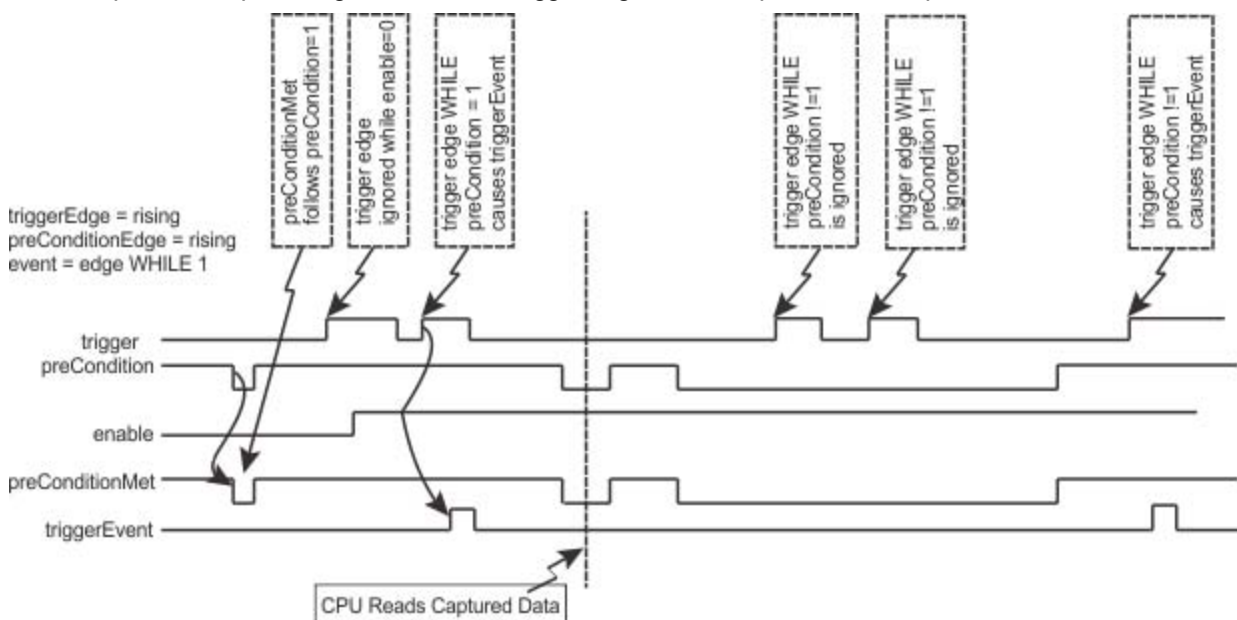 preConditionMet
follows preCondition=1
trigger edge
ignored while enable=0
trigger edge WHILE
preCondition = 1
causes triggerEvent
trigger edge WHILE
preCondition !=1
is ignored
trigger edge WHILE
preCondition !=1
is ignored
trigger edge WHILE
preCondition !=1
causes triggerEvent
triggerEdge = rising
preConditionEdge = rising
event = edge WHILE 1
trigger
preCondition
enable
preConditionMet
triggerEvent
CPU Reads Captured Data